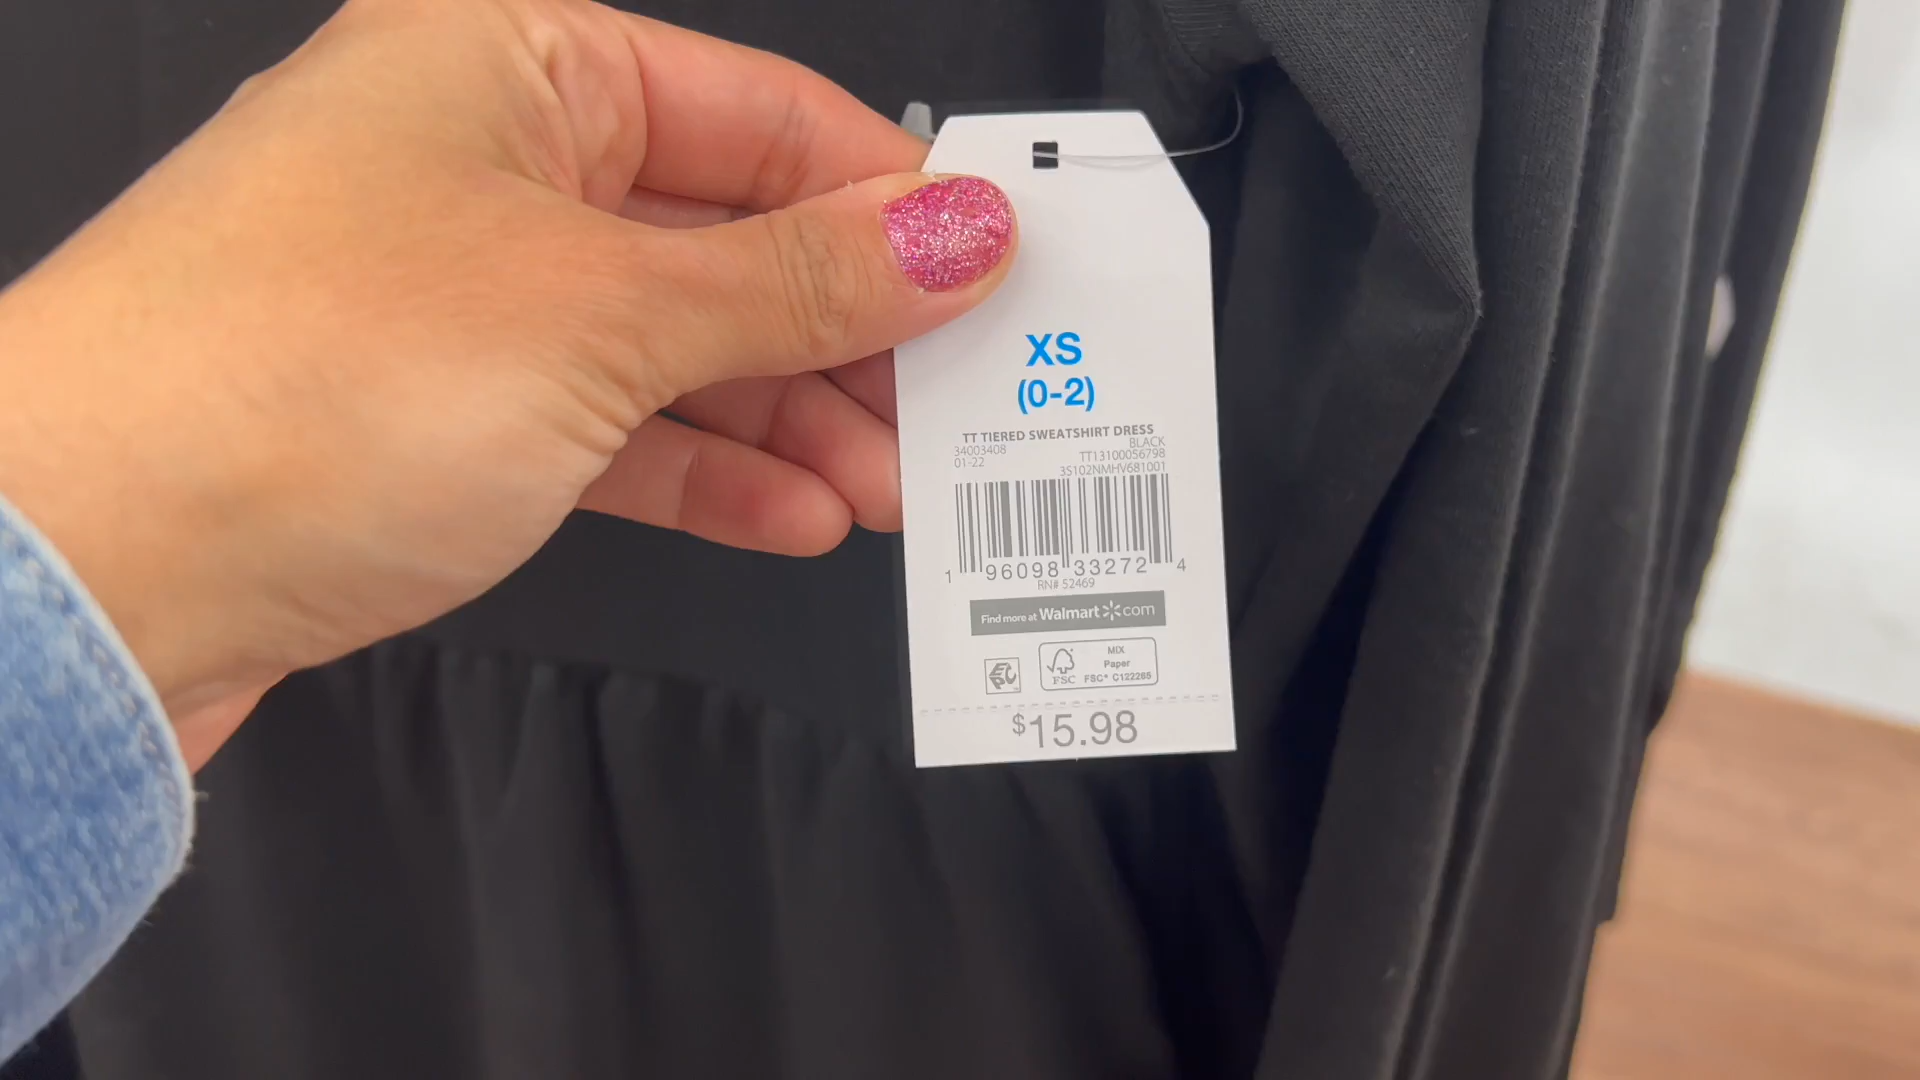 XS
(0-2)
TT TIERED SWEATSHIRT DRESS
34003408 BLACK
01-22 TT13100056798
3S102NMHV681001
1 96098 33272 4
RN# 52469
Find more at Walmart com
EPC
FSC
MIX
Paper
FSC® C122265
$15.98